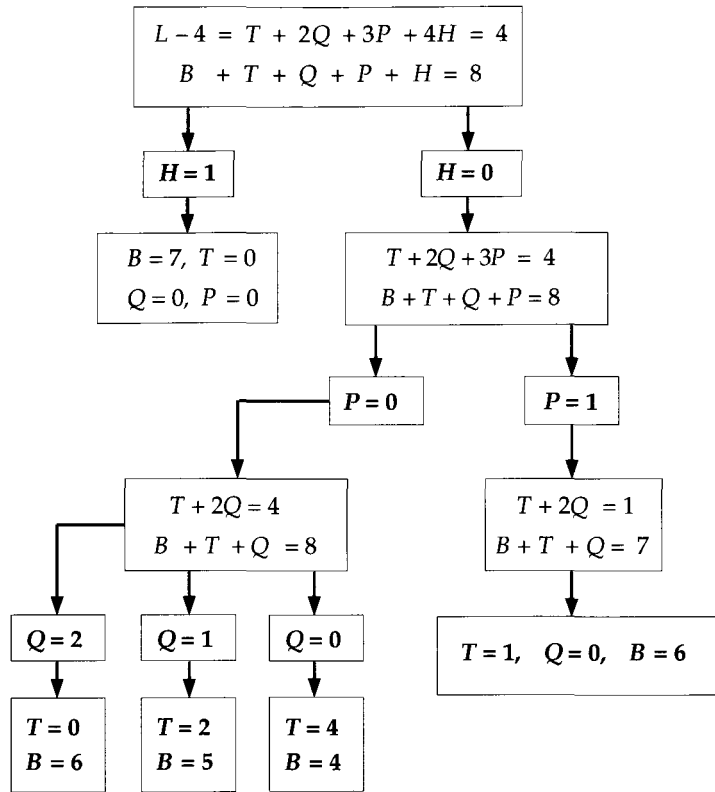 L − 4 = T + 2Q + 3P + 4H = 4
B + T + Q + P + H = 8
H = 1
H = 0
B = 7, T = 0
Q = 0, P = 0
T + 2Q + 3P = 4
B + T + Q + P = 8
P = 0
P = 1
T + 2Q = 4
B + T + Q = 8
T + 2Q = 1
B + T + Q = 7
Q = 2
Q = 1
Q = 0
T = 1, Q = 0, B = 6
T = 0
B = 6
T = 2
B = 5
T = 4
B = 4